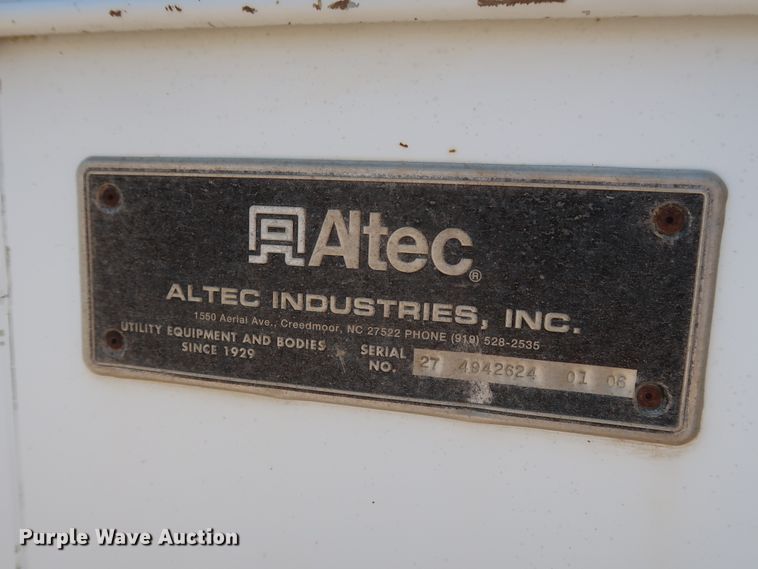 Altec®
ALTEC INDUSTRIES, INC.
1550 Aerial Ave., Creedmoor, NC 27522 PHONE (919) 528-2535
UTILITY EQUIPMENT AND BODIES
SINCE 1929
SERIAL NO. 27 4942624 01 06
Purple Wave Auction